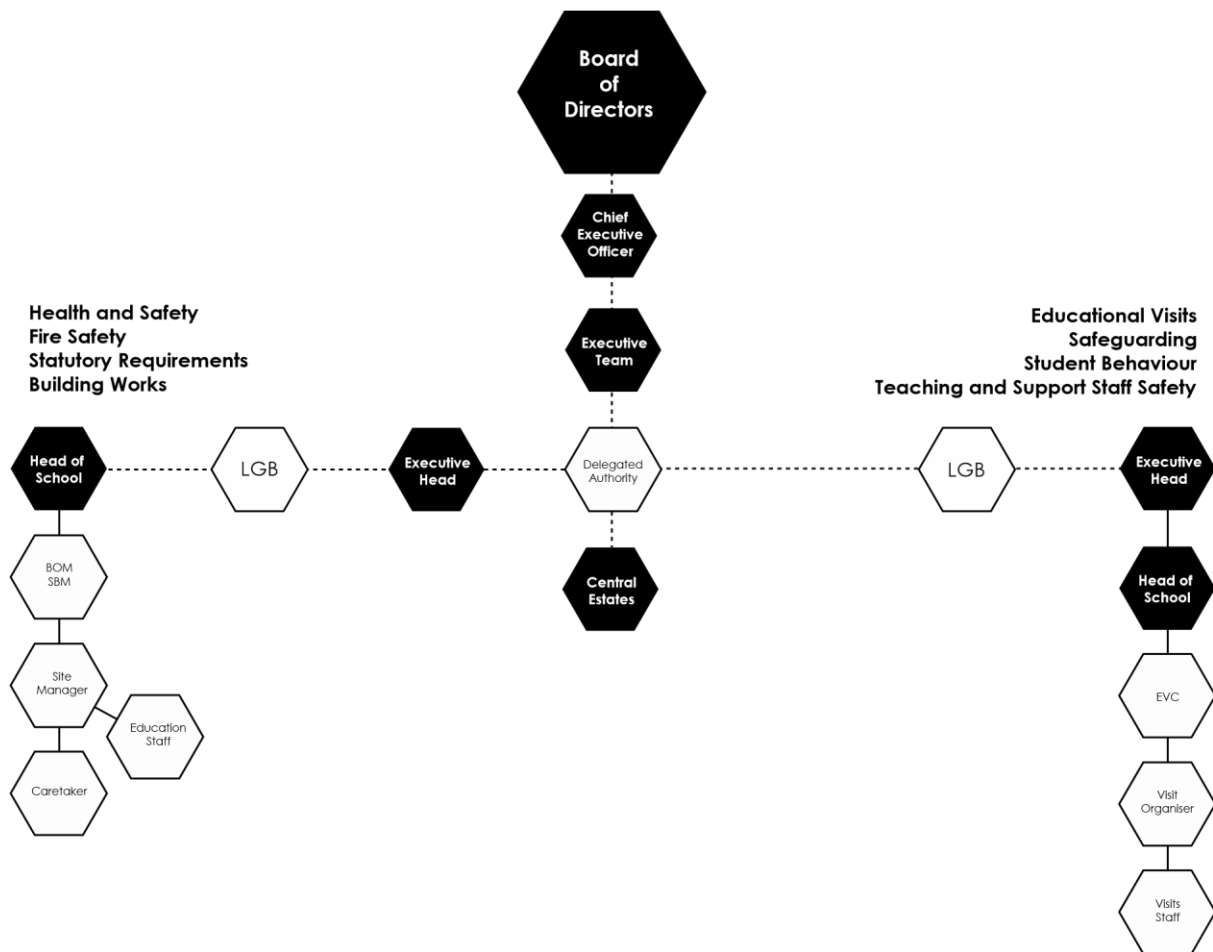 Board
of
Directors
Chief
Executive
Officer
Executive
Team
Health and Safety
Fire Safety
Statutory Requirements
Building Works
Educational Visits
Safeguarding
Student Behaviour
Teaching and Support Staff Safety
Head of
School
LGB
Executive
Head
Delegated
Authority
LGB
Executive
Head
Central
Estates
BOM
SBM
Site
Manager
Education
Staff
Caretaker
Head of
School
EVC
Visit
Organiser
Visits
Staff